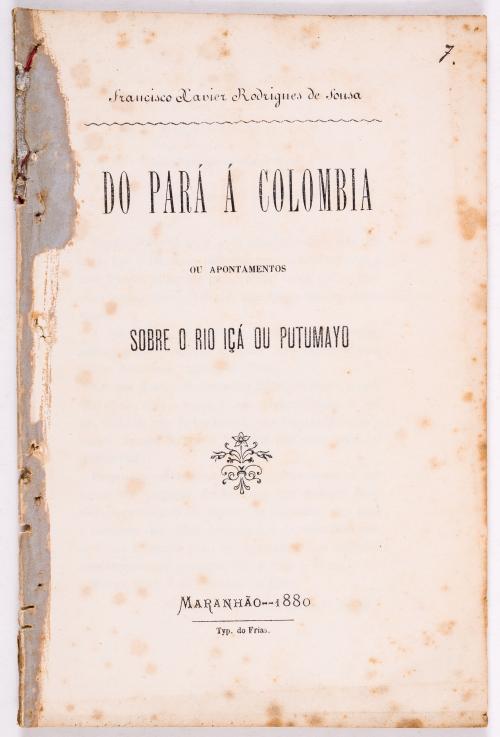 7.
Francisco Xavier Rodrigues de Sousa
DO PARÁ Á COLOMBIA
OU APONTAMENTOS
SOBRE O RIO IÇÁ OU PUTUMAYO
MARANHÃO--1880
Typ. do Frias.